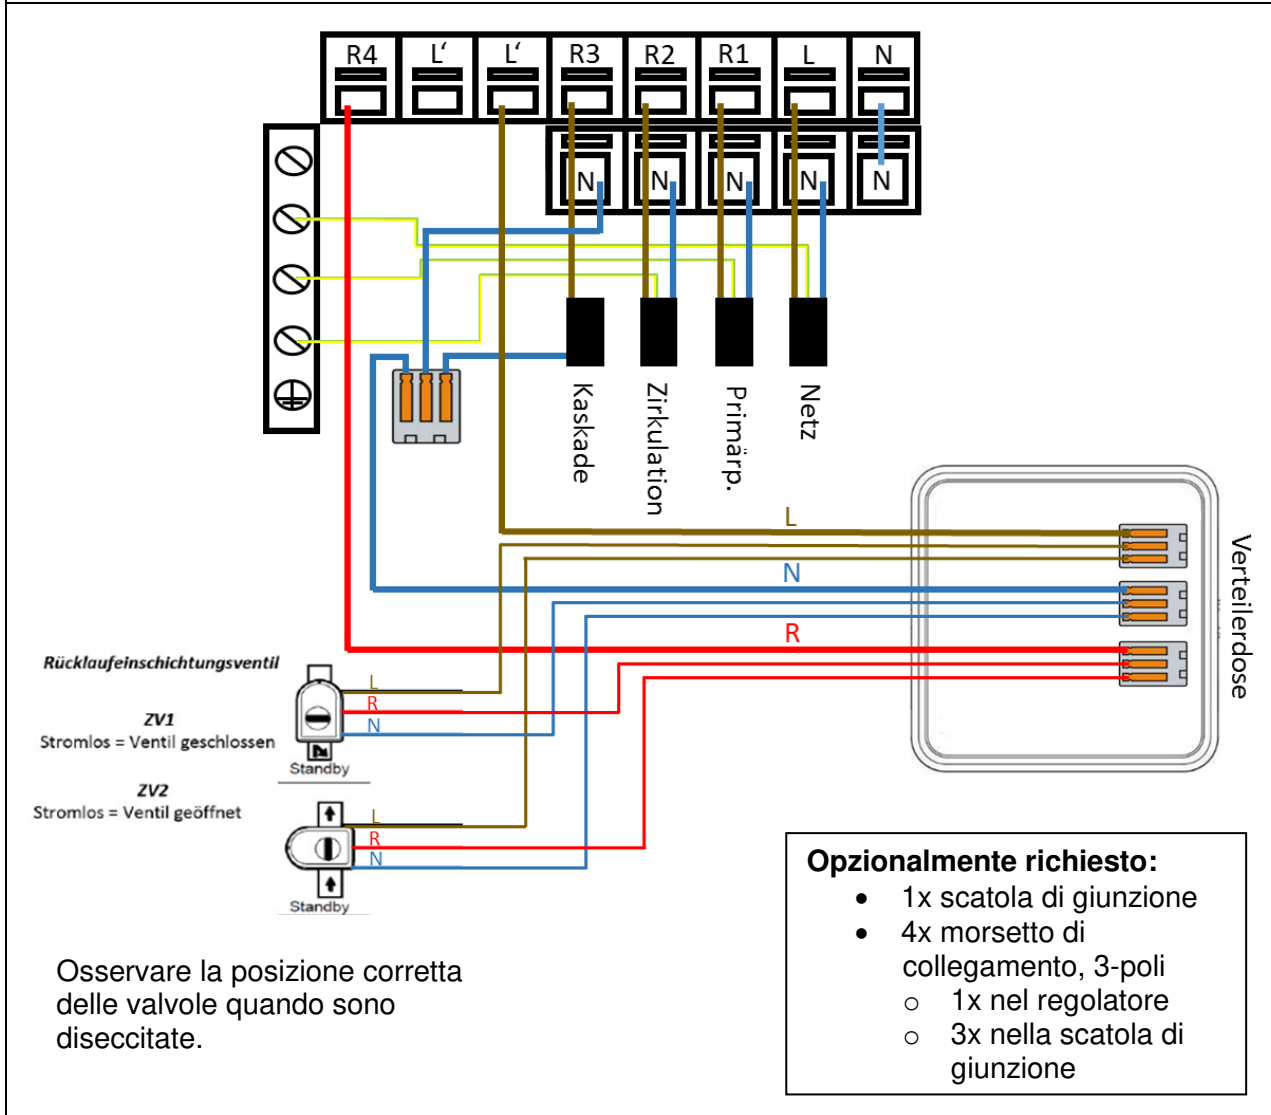 R4 L‘ L‘ R3 R2 R1 L N
N N N N N
Kaskade
Zirkulation
Primärp.
Netz
L
N
R
Verteilerdose
Rücklaufeinschichtungsventil
ZV1
Stromlos = Ventil geschlossen
L
R
N
Standby
ZV2
Stromlos = Ventil geöffnet
L
R
N
Standby
Osservare la posizione corretta
delle valvole quando sono
diseccitate.
Opzionalmente richiesto:
• 1x scatola di giunzione
• 4x morsetto di
collegamento, 3-poli
o 1x nel regolatore
o 3x nella scatola di
giunzione